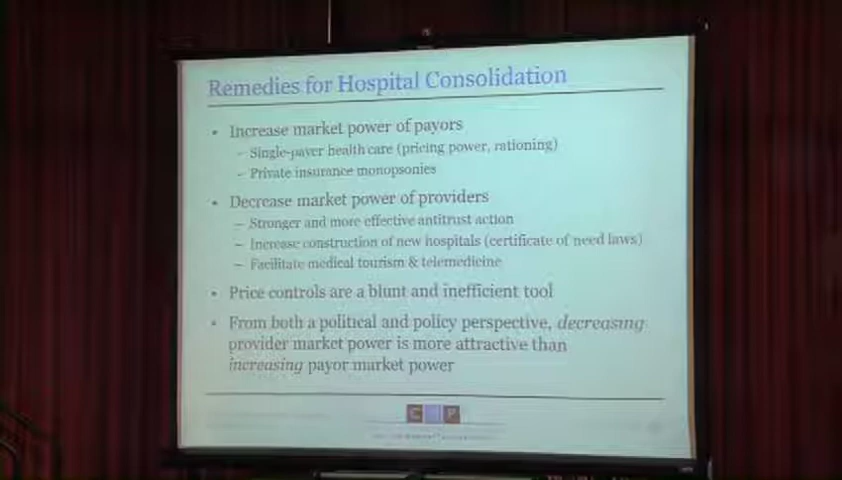 Remedies for Hospital Consolidation
• Increase market power of payors
– Single-payer health care (pricing power, rationing)
– Private insurance monopsonies
• Decrease market power of providers
– Stronger and more effective antitrust action
– Increase construction of new hospitals (certificate of need laws)
– Facilitate medical tourism & telemedicine
• Price controls are a blunt and inefficient tool
• From both a political and policy perspective, decreasing
provider market power is more attractive than
increasing payor market power
C P